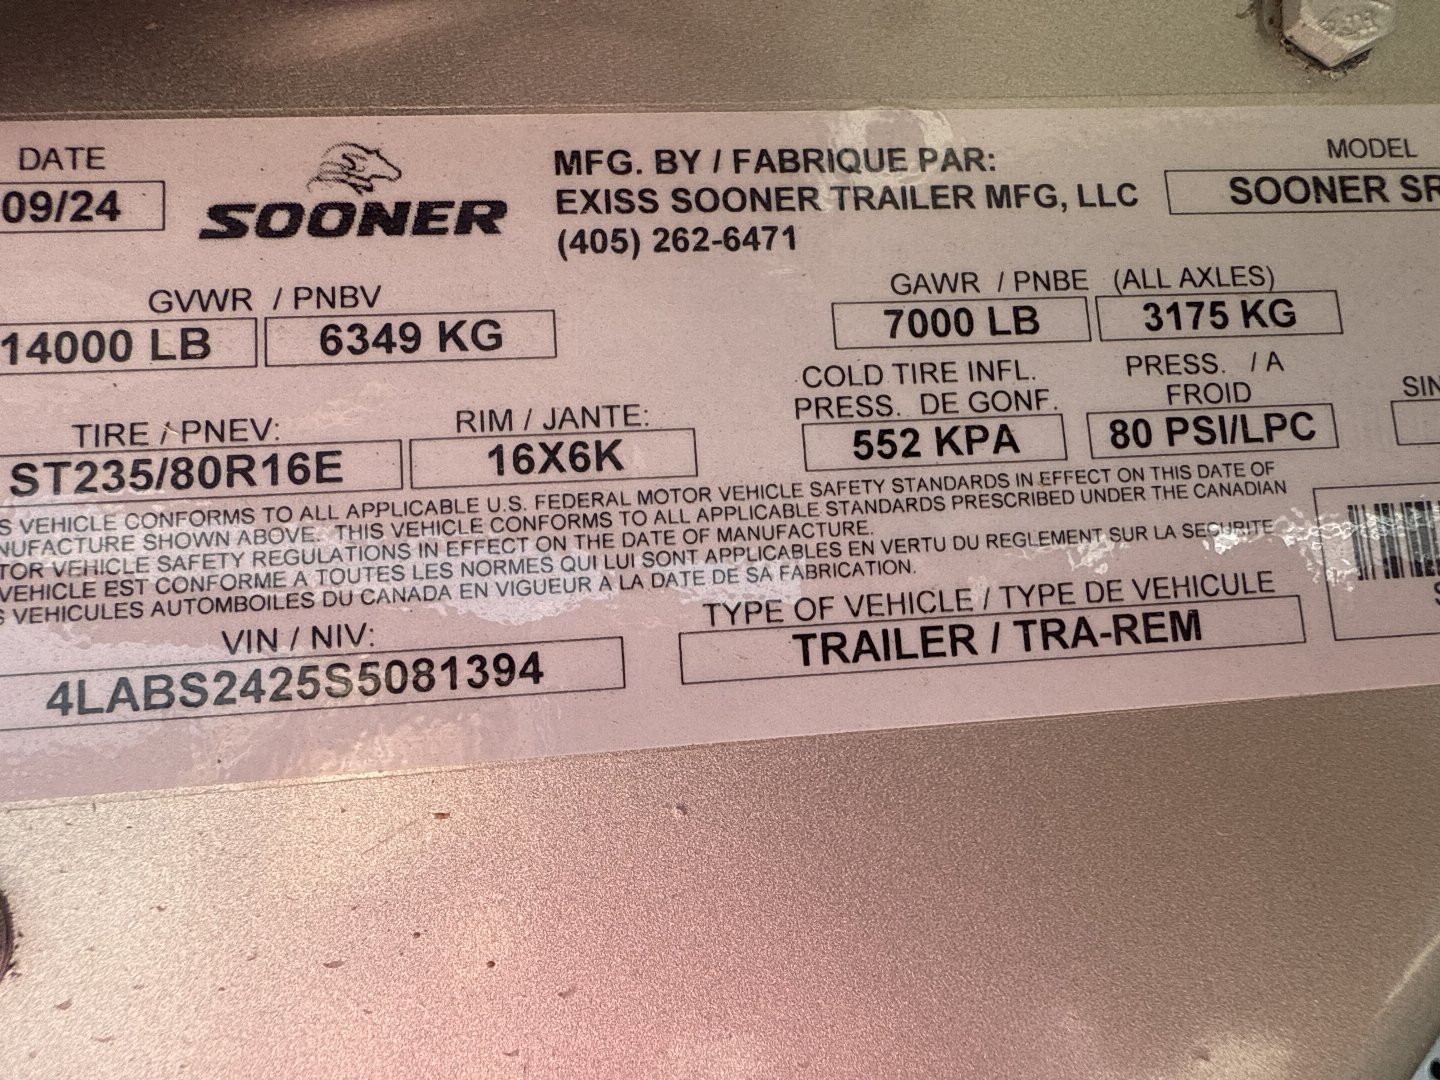 DATE
09/24
SOONER
MFG. BY / FABRIQUE PAR:
EXISS SOONER TRAILER MFG, LLC
(405) 262-6471
MODEL
SOONER SR
GVWR / PNBV
14000 LB 6349 KG
GAWR / PNBE (ALL AXLES)
7000 LB 3175 KG
TIRE / PNEV:
ST235/80R16E
RIM / JANTE:
16X6K
COLD TIRE INFL.
PRESS. DE GONF.
552 KPA
PRESS. / A
FROID
80 PSI/LPC
SIN
S VEHICLE CONFORMS TO ALL APPLICABLE U.S. FEDERAL MOTOR VEHICLE SAFETY STANDARDS IN EFFECT ON THIS DATE OF
NUFACTURE SHOWN ABOVE. THIS VEHICLE CONFORMS TO ALL APPLICABLE STANDARDS PRESCRIBED UNDER THE CANADIAN
TOR VEHICLE SAFETY REGULATIONS IN EFFECT ON THE DATE OF MANUFACTURE.
VEHICLE EST CONFORME A TOUTES LES NORMES QUI LUI SONT APPLICABLES EN VERTU DU REGLEMENT SUR LA SECURITE
S VEHICULES AUTOMBOILES DU CANADA EN VIGUEUR A LA DATE DE SA FABRICATION.
VIN / NIV:
4LABS2425S5081394
TYPE OF VEHICLE / TYPE DE VEHICULE
TRAILER / TRA-REM